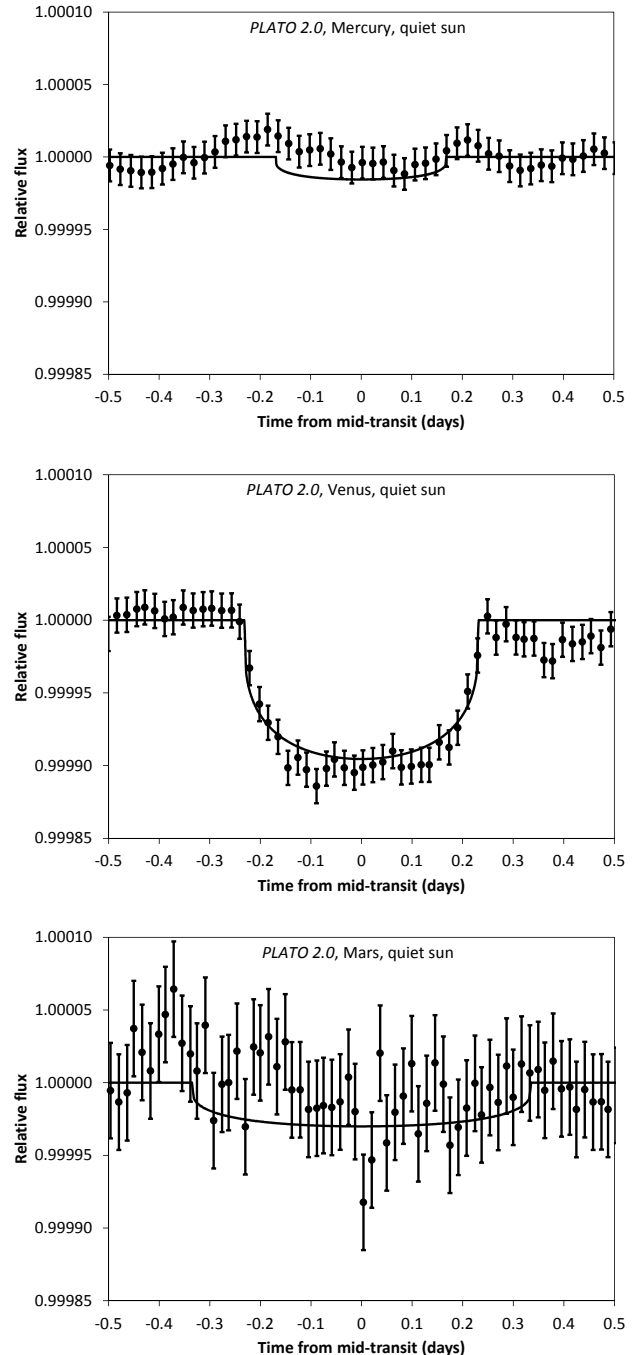 PLATO 2.0, Mercury, quiet sun
1.00010
1.00005
1.00000
0.99995
0.99990
0.99985
Relative flux
-0.5 -0.4 -0.3 -0.2 -0.1 0 0.1 0.2 0.3 0.4 0.5
Time from mid-transit (days)
PLATO 2.0, Venus, quiet sun
1.00010
1.00005
1.00000
0.99995
0.99990
0.99985
Relative flux
-0.5 -0.4 -0.3 -0.2 -0.1 0 0.1 0.2 0.3 0.4 0.5
Time from mid-transit (days)
PLATO 2.0, Mars, quiet sun
1.00010
1.00005
1.00000
0.99995
0.99990
0.99985
Relative flux
-0.5 -0.4 -0.3 -0.2 -0.1 0 0.1 0.2 0.3 0.4 0.5
Time from mid-transit (days)